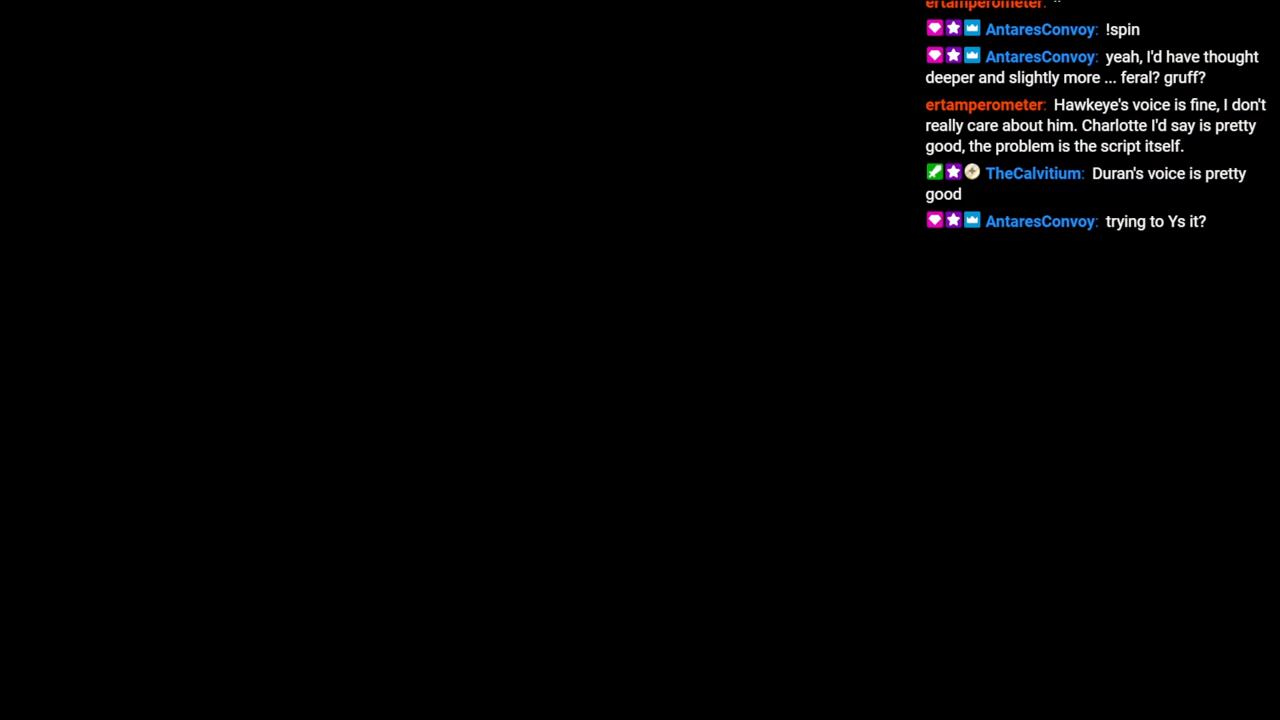 ertamperometer: ^^
AntaresConvoy: !spin
AntaresConvoy: yeah, I'd have thought
deeper and slightly more ... feral? gruff?
ertamperometer: Hawkeye's voice is fine, I don't
really care about him. Charlotte I'd say is pretty
good, the problem is the script itself.
TheCalvitium: Duran's voice is pretty
good
AntaresConvoy: trying to Ys it?